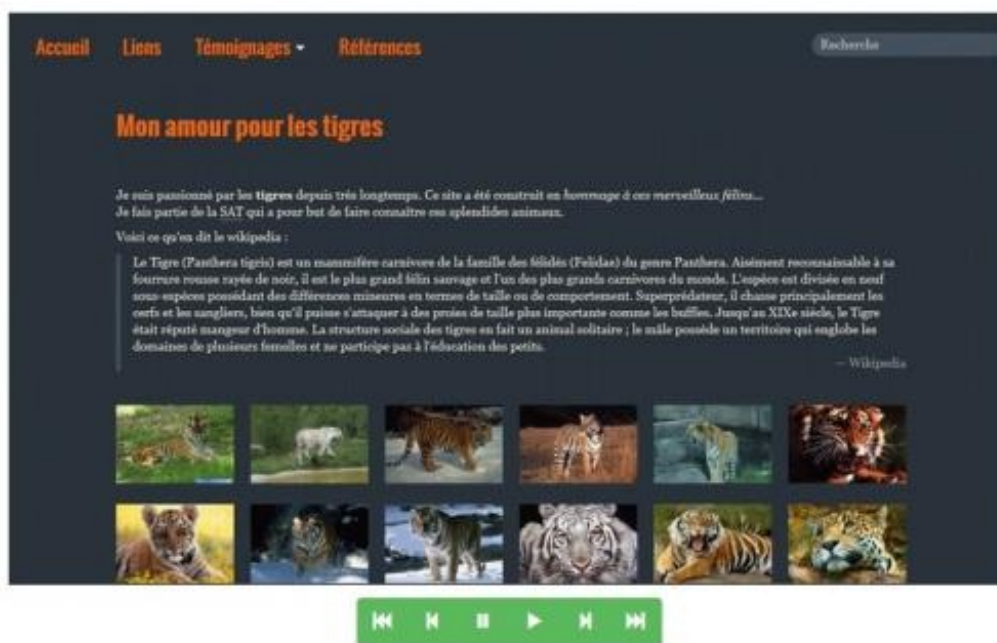 Accueil Liens Témoignages Références
Recherche
Mon amour pour les tigres
Je suis passionné par les tigres depuis très longtemps. Ce site a été construit en hommage à ces merveilleux félins...
Je fais partie de la SAT qui a pour but de faire connaître ces splendides animaux.
Voici ce qu'en dit le wikipedia :
Le Tigre (Panthera tigris) est un mammifère carnivore de la famille des félidés (Felidae) du genre Panthera. Aisément reconnaissable à sa
fourrure rousse rayée de noir, il est le plus grand félin sauvage et l'un des plus grands carnivores du monde. L'espèce est divisée en neuf
sous-espèces possédant des différences mineures en termes de taille ou de comportement. Superprédateur, il chasse principalement les
cerfs et les sangliers, bien qu'il puisse s'attaquer à des proies de taille plus importante comme les buffles. Jusqu'au XIXe siècle, le Tigre
était réputé mangeur d'homme. La structure sociale des tigres en fait un animal solitaire ; le mâle possède un territoire qui englobe les
domaines de plusieurs femelles et ne participe pas à l'éducation des petits.
— Wikipedia